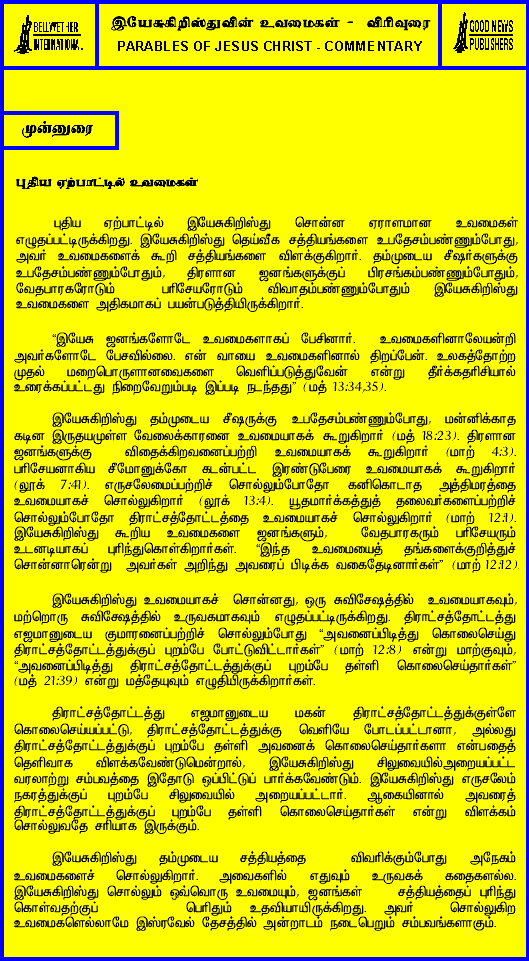 BELLWETHER
INTERNATIONAL
இயேசுகிறிஸ்துவின் உவமைகள் - விரிவுரை
PARABLES OF JESUS CHRIST - COMMENTARY
GOOD NEWS
PUBLISHERS
முன்னுரை
புதிய ஏற்பாட்டில் உவமைகள்
புதிய ஏற்பாட்டில் இயேசுகிறிஸ்து சொன்ன ஏராளமான உவமைகள்
எழுதப்பட்டிருக்கிறது. இயேசுகிறிஸ்து தெய்வீக சத்தியங்களை உபதேசம்பண்ணும்போது,
அவர் உவமைகளைக் கூறி சத்தியங்களை விளக்குகிறார். தம்முடைய சீஷர்களுக்கு
உபதேசம்பண்ணும்போதும், திரளான ஜனங்களுக்குப் பிரசங்கம்பண்ணும்போதும்,
வேதபாரகரோடும் பரிசேயரோடும் விவாதம்பண்ணும்போதும் இயேசுகிறிஸ்து
உவமைகளை அதிகமாகப் பயன்படுத்தியிருக்கிறார்.
“இயேசு ஜனங்களோடே உவமைகளாகப் பேசினார். உவமைகளினாலேயன்றி
அவர்களோடே பேசவில்லை. என் வாயை உவமைகளினால் திறப்பேன். உலகத்தோற்ற
முதல் மறைபொருளானவைகளை வெளிப்படுத்துவேன் என்று தீர்க்கதரிசியால்
உரைக்கப்பட்டது நிறைவேறும்படி இப்படி நடந்தது” (மத் 13:34,35).
இயேசுகிறிஸ்து தம்முடைய சீஷருக்கு உபதேசம்பண்ணும்போது, மன்னிக்காத
கடின இருதயமுள்ள வேலைக்காரனை உவமையாகக் கூறுகிறார் (மத் 18:23). திரளான
ஜனங்களுக்கு விதைக்கிறவனைப்பற்றி உவமையாகக் கூறுகிறார் (மாற் 4:3).
பரிசேயனாகிய சீமோனுக்கோ கடன்பட்ட இரண்டுபேரை உவமையாகக் கூறுகிறார்
(லூக் 7:41). எருசலேமைப்பற்றிச் சொல்லும்போதோ கனிகொடாத அத்திமரத்தை
உவமையாகச் சொல்லுகிறார் (லூக் 13:4). யூதமார்க்கத்துத் தலைவர்களைப்பற்றிச்
சொல்லும்போதோ திராட்சத்தோட்டத்தை உவமையாகச் சொல்லுகிறார் (மாற் 12:1).
இயேசுகிறிஸ்து கூறிய உவமைகளை ஜனங்களும், வேதபாரகரும் பரிசேயரும்
உடனடியாகப் புரிந்துகொள்கிறார்கள். “இந்த உவமையைத் தங்களைக்குறித்துச்
சொன்னாரென்று அவர்கள் அறிந்து அவரைப் பிடிக்க வகைதேடினார்கள்” (மாற் 12:12).
இயேசுகிறிஸ்து உவமையாகச் சொன்னது, ஒரு சுவிசேஷத்தில் உவமையாகவும்,
மற்றொரு சுவிசேஷத்தில் உருவகமாகவும் எழுதப்பட்டிருக்கிறது. திராட்சத்தோட்டத்து
எஜமானுடைய குமாரனைப்பற்றிச் சொல்லும்போது “அவனைப்பிடித்து கொலைசெய்து
திராட்சத்தோட்டத்துக்குப் புறம்பே போட்டுவிட்டார்கள்” (மாற் 12:8) என்று மாற்குவும்,
“அவனைப்பிடித்து திராட்சத்தோட்டத்துக்குப் புறம்பே தள்ளி கொலைசெய்தார்கள்”
(மத் 21:39) என்று மத்தேயுவும் எழுதியிருக்கிறார்கள்.
திராட்சத்தோட்டத்து எஜமானுடைய மகன் திராட்சத்தோட்டத்துக்குள்ளே
கொலைசெய்யப்பட்டு, திராட்சத்தோட்டத்துக்கு வெளியே போடப்பட்டானா, அல்லது
திராட்சத்தோட்டத்துக்குப் புறம்பே தள்ளி அவனைக் கொலைசெய்தார்களா என்பதைத்
தெளிவாக விளக்கவேண்டுமென்றால், இயேசுகிறிஸ்து சிலுவையில்அறையப்பட்ட
வரலாற்று சம்பவத்தை இதோடு ஒப்பிட்டுப் பார்க்கவேண்டும். இயேசுகிறிஸ்து எருசலேம்
நகரத்துக்குப் புறம்பே சிலுவையில் அறையப்பட்டார். ஆகையினால் அவரைத்
திராட்சத்தோட்டத்துக்குப் புறம்பே தள்ளி கொலைசெய்தார்கள் என்று விளக்கம்
சொல்லுவதே சரியாக இருக்கும்.
இயேசுகிறிஸ்து தம்முடைய சத்தியத்தை விவரிக்கும்போது அநேகம்
உவமைகளைச் சொல்லுகிறார். அவைகளில் எதுவும் உருவகக் கதைகளல்ல.
இயேசுகிறிஸ்து சொல்லும் ஒவ்வொரு உவமையும், ஜனங்கள் சத்தியத்தைப் புரிந்து
கொள்வதற்குப் பெரிதும் உதவியாயிருக்கிறது. அவர் சொல்லுகிற
உவமைகளெல்லாமே இஸ்ரவேல் தேசத்தில் அன்றாடம் நடைபெறும் சம்பவங்களாகும்.